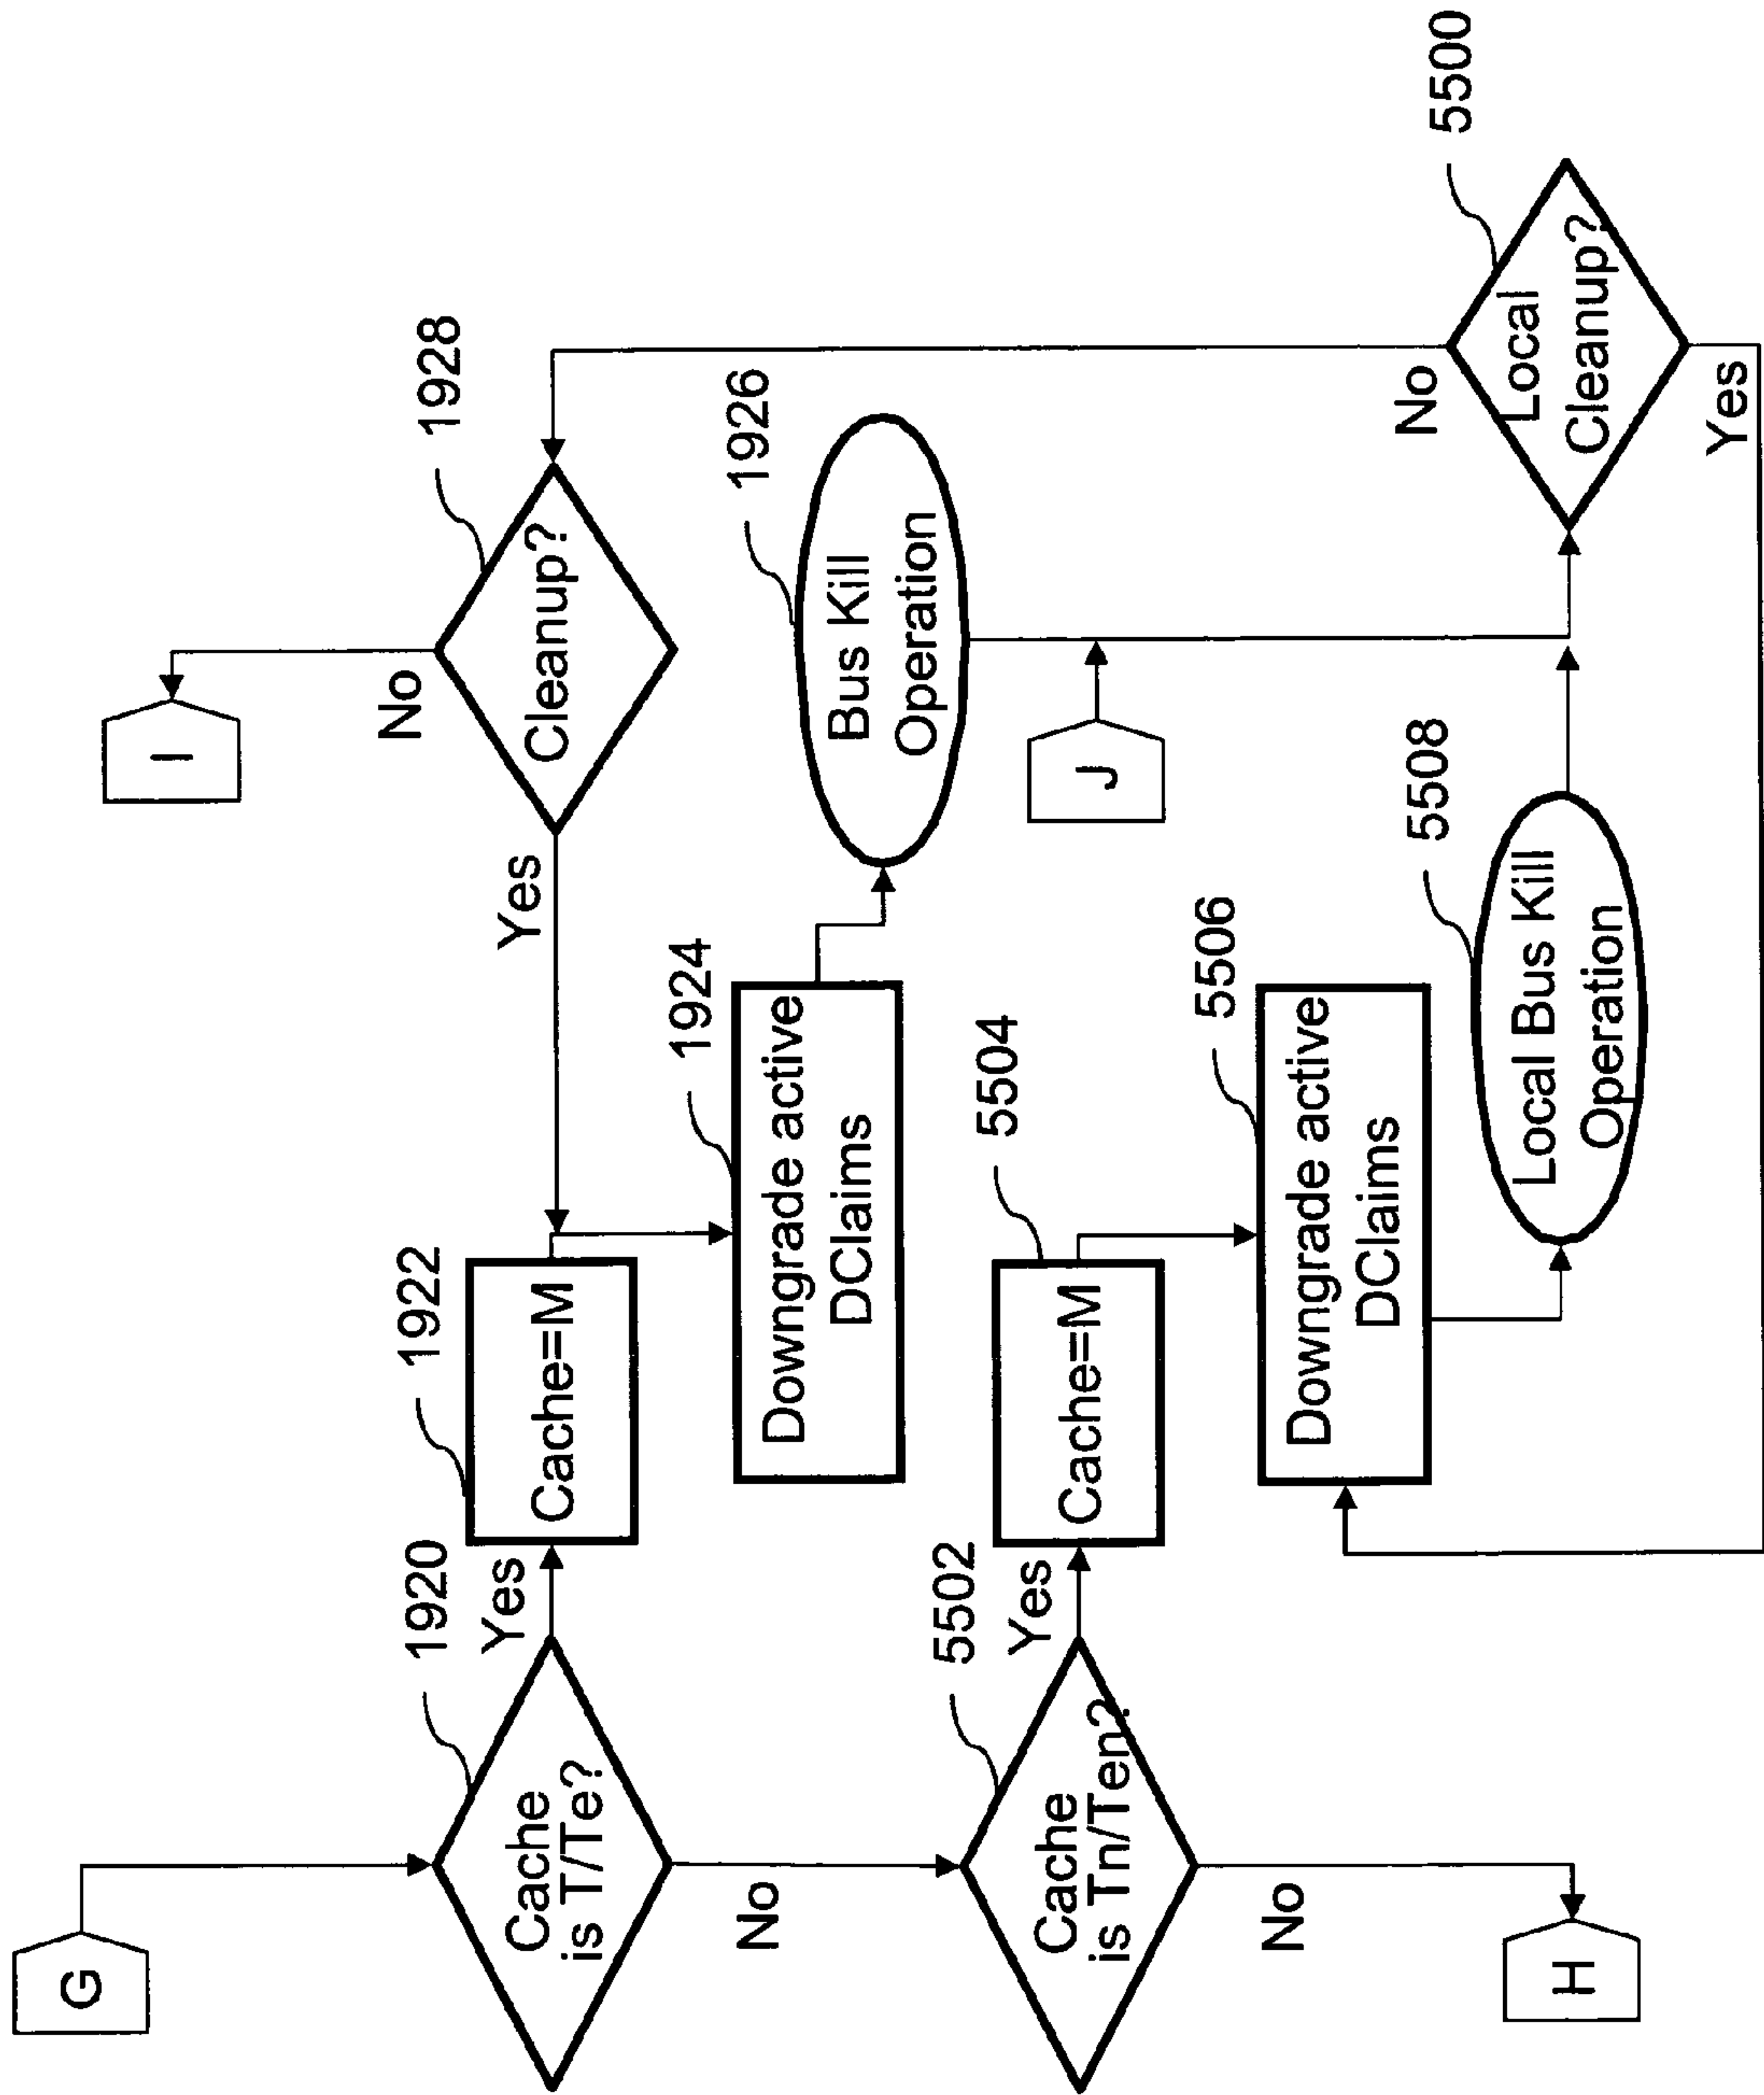 G
1920
Cache
is T/Te?
Yes
No
1922
Cache=M
1924
Downgrade active
DClaims
1926
Bus Kill
Operation
1928
Cleanup?
Yes
No
I
5502
Cache
is Tn/Ten?
Yes
No
H
5504
Cache=M
5506
Downgrade active
DClaims
5508
Local Bus Kill
Operation
J
5500
Local
Cleanup?
No
Yes